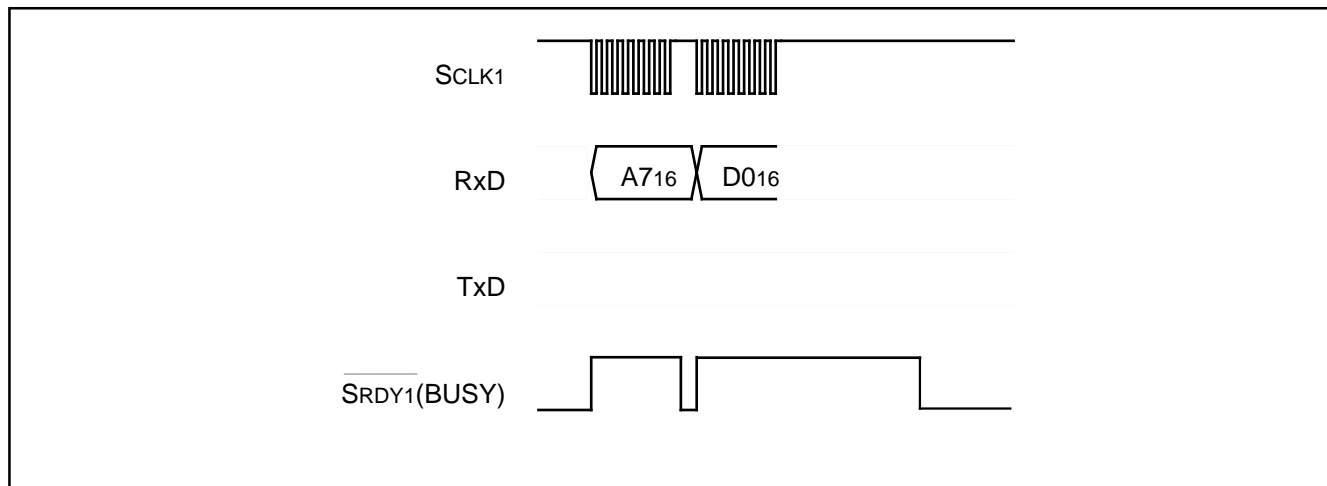 SCLK1
RxD
A716
D016
TxD
SRDY1(BUSY)